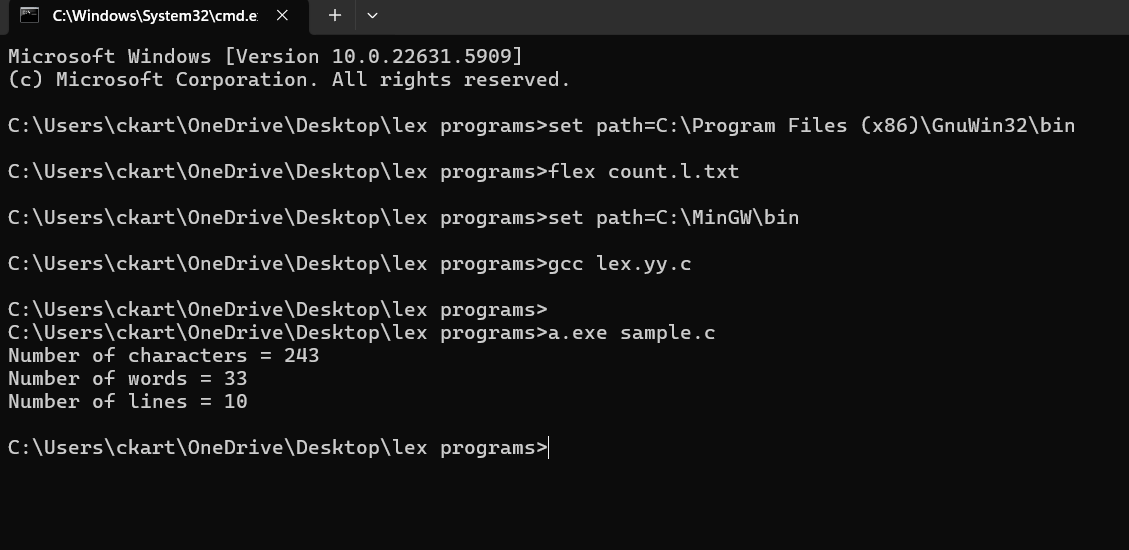 C:\Windows\System32\cmd.e
Microsoft Windows [Version 10.0.22631.5909]
(c) Microsoft Corporation. All rights reserved.
C:\Users\ckart\OneDrive\Desktop\lex programs>set path=C:\Program Files (x86)\GnuWin32\bin
C:\Users\ckart\OneDrive\Desktop\lex programs>flex count.l.txt
C:\Users\ckart\OneDrive\Desktop\lex programs>set path=C:\MinGW\bin
C:\Users\ckart\OneDrive\Desktop\lex programs>gcc lex.yy.c
C:\Users\ckart\OneDrive\Desktop\lex programs>
C:\Users\ckart\OneDrive\Desktop\lex programs>a.exe sample.c
Number of characters = 243
Number of words = 33
Number of lines = 10
C:\Users\ckart\OneDrive\Desktop\lex programs>